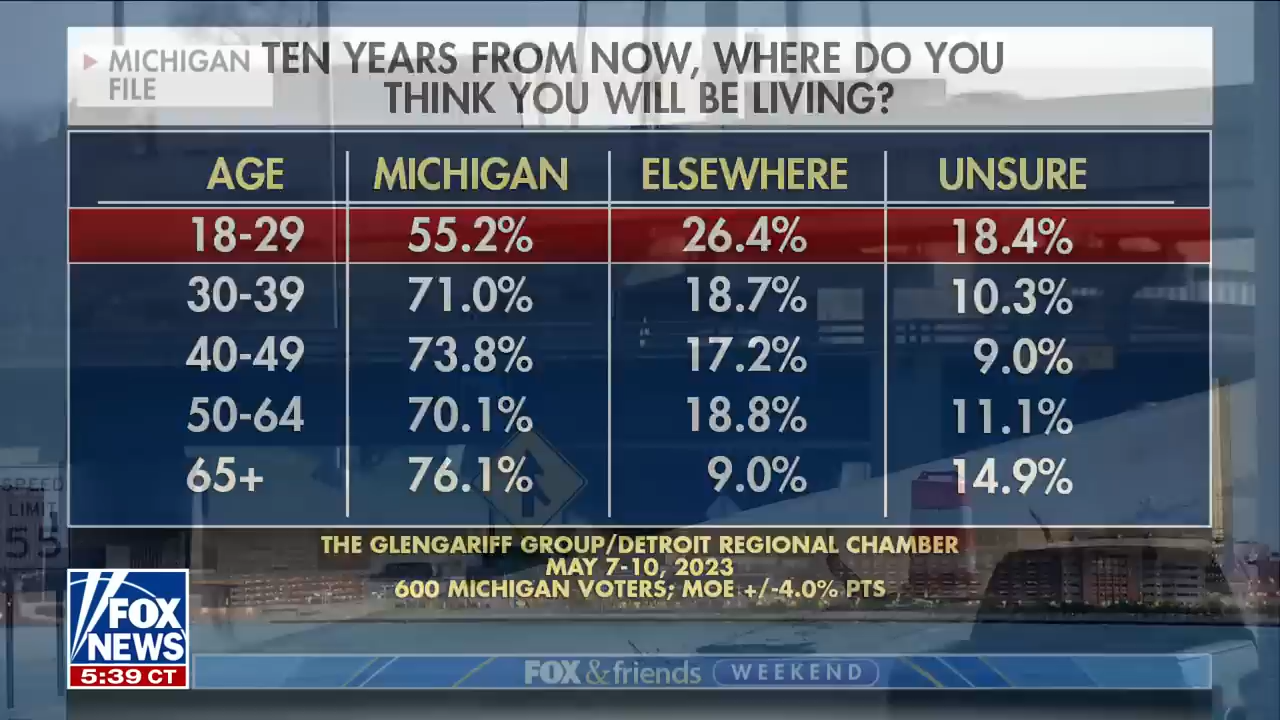 MICHIGAN
FILE
TEN YEARS FROM NOW, WHERE DO YOU
THINK YOU WILL BE LIVING?
AGE MICHIGAN ELSEWHERE UNSURE
18-29 55.2% 26.4% 18.4%
30-39 71.0% 18.7% 10.3%
40-49 73.8% 17.2% 9.0%
50-64 70.1% 18.8% 11.1%
65+ 76.1% 9.0% 14.9%
SPEED
LIMIT
55
THE GLENGARIFF GROUP/DETROIT REGIONAL CHAMBER
MAY 7-10, 2023
600 MICHIGAN VOTERS; MOE +/-4.0% PTS
FOX
NEWS
5:39 CT
FOX & friends WEEKEND